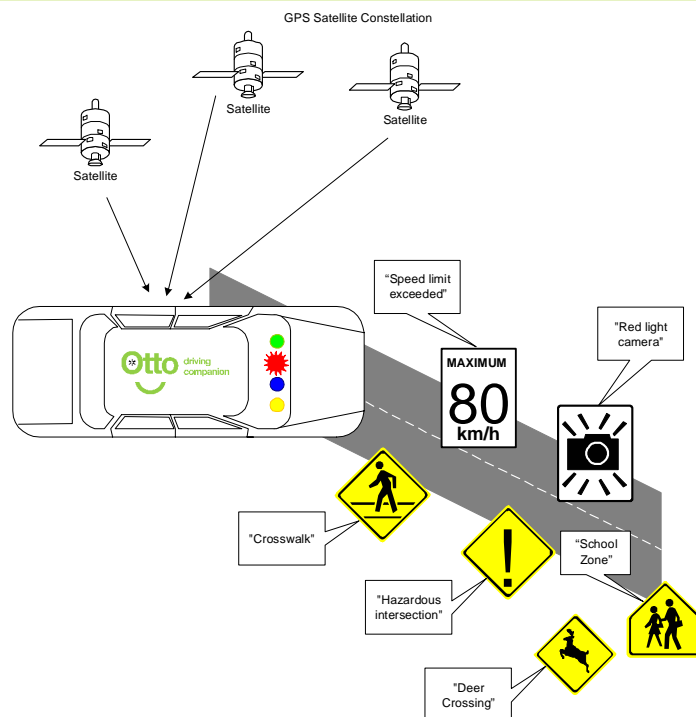 GPS Satellite Constellation
Satellite
Satellite
Satellite
“Speed limit
exceeded”
"Red light
camera"
MAXIMUM
80
km/h
Otto driving
companion
"Crosswalk"
“School
Zone”
"Hazardous
intersection"
!
"Deer
Crossing"